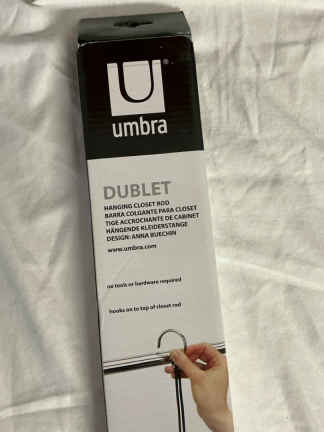 U®
umbra
DUBLET
HANGING CLOSET ROD
BARRA COLGANTE PARA CLOSET
TIGE ACCROCHANTE DE CABINET
HÄNGENDE KLEIDERSTANGE
DESIGN: ANNA BUECHIN
www.umbra.com
no tools or hardware required
hooks on to top of closet rod